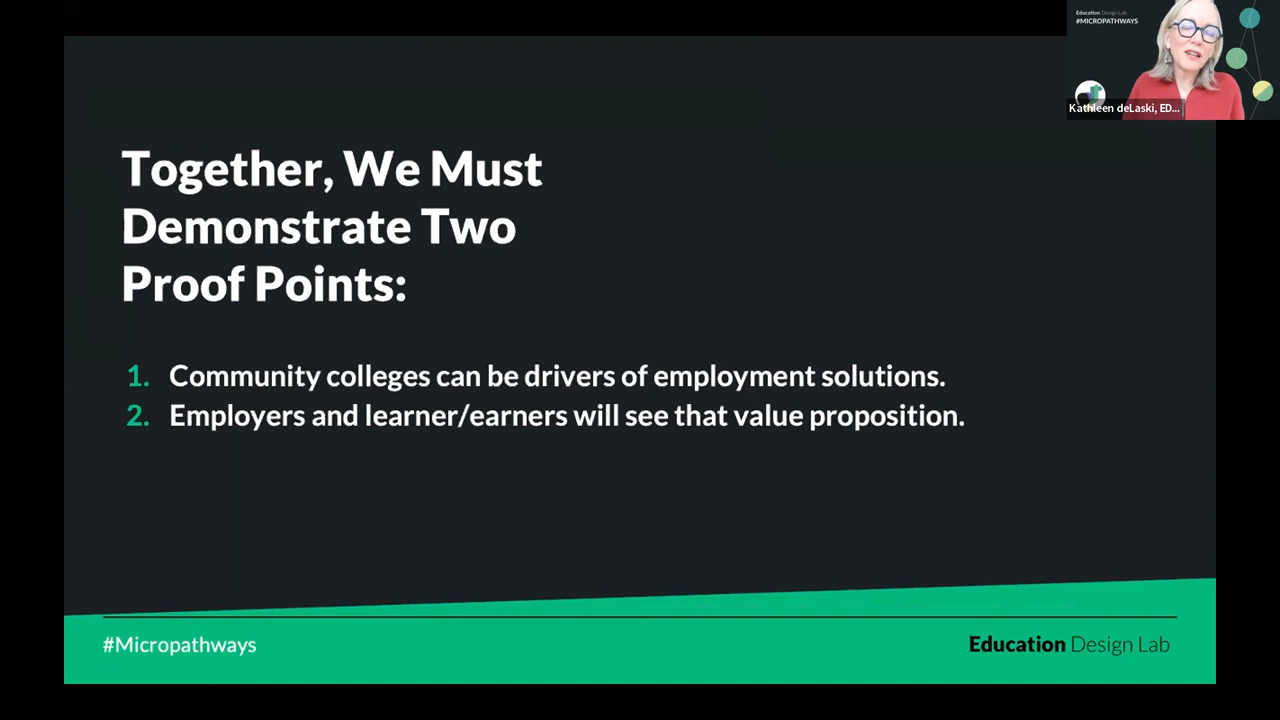 Education Design Lab
#MICROPATHWAYS
Kathleen deLaski, ED...
Together, We Must
Demonstrate Two
Proof Points:
1. Community colleges can be drivers of employment solutions.
2. Employers and learner/earners will see that value proposition.
#Micropathways
Education Design Lab